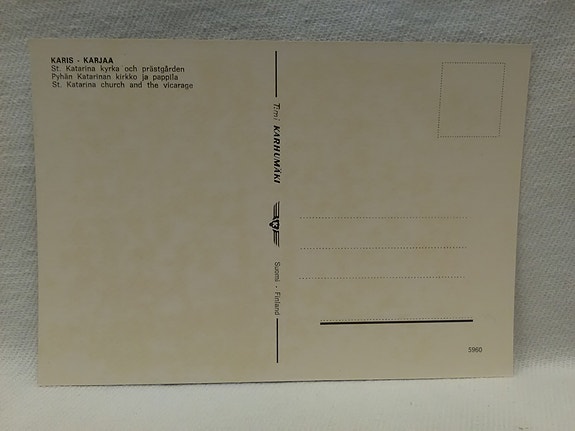 KARIS - KARJAA
St. Katarina kyrka och prästgården
Pyhän Katarinan kirkko ja pappila
St. Katarina church and the vicarage
T:mi KARHUMÄKI
K
Suomi - Finland
5960